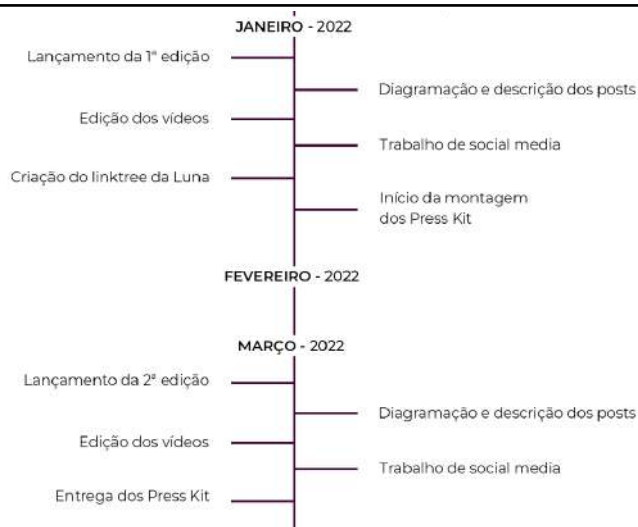 JANEIRO - 2022
Lançamento da 1ª edição
Diagramação e descrição dos posts
Edição dos vídeos
Trabalho de social media
Criação do linktree da Luna
Início da montagem
dos Press Kit
FEVEREIRO - 2022
MARÇO - 2022
Lançamento da 2ª edição
Diagramação e descrição dos posts
Edição dos vídeos
Trabalho de social media
Entrega dos Press Kit